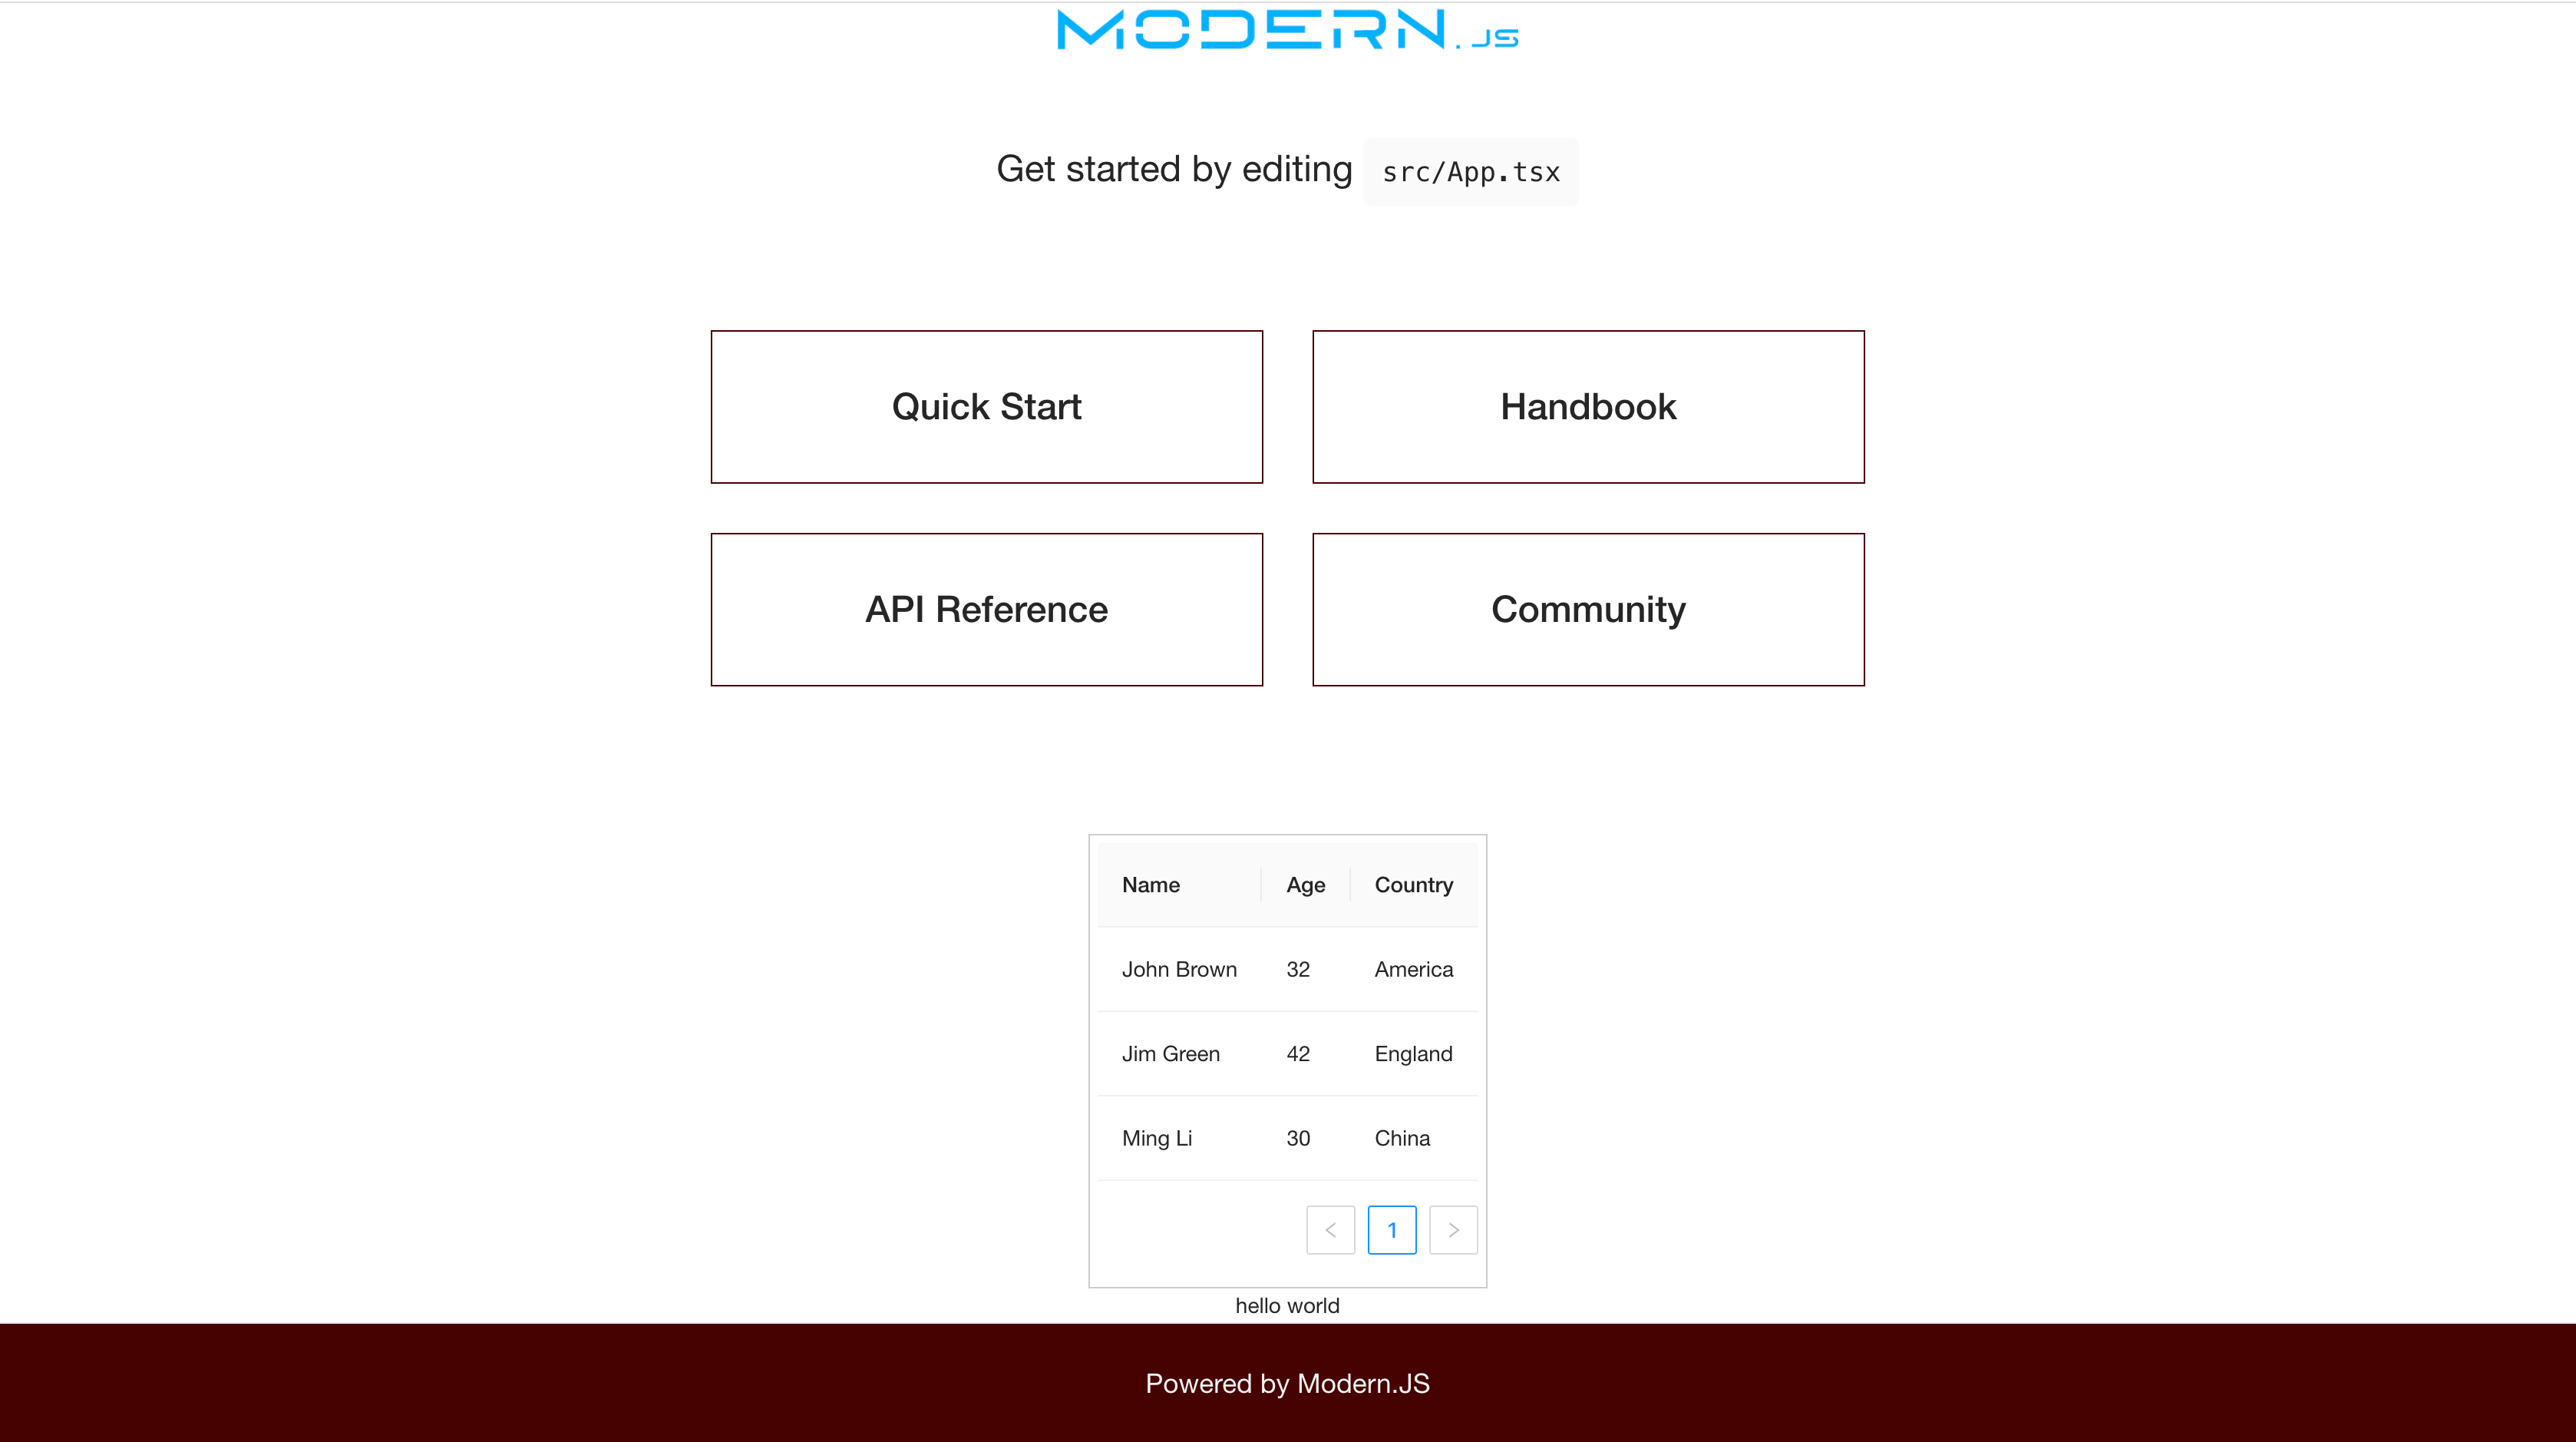 MODERN.JS
Get started by editing src/App.tsx
Quick Start Handbook
API Reference Community
Name Age Country
John Brown 32 America
Jim Green 42 England
Ming Li 30 China
< 1 >
hello world
Powered by Modern.JS